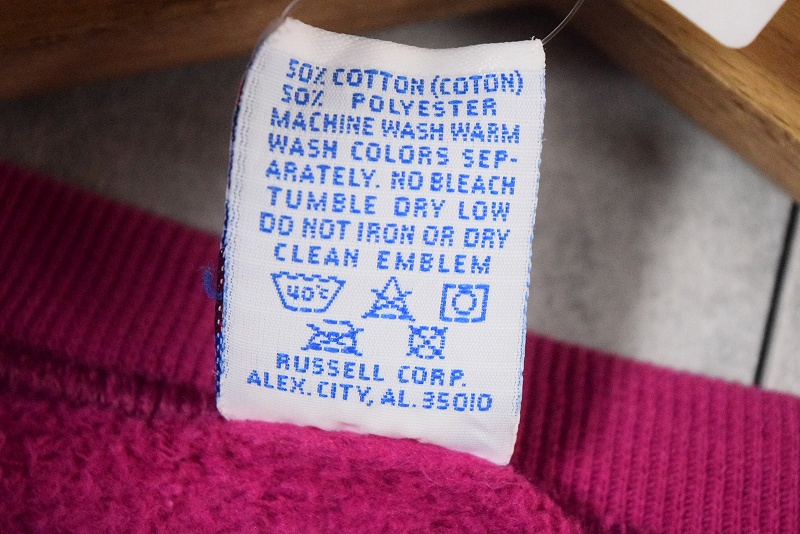 50% COTTON (COTON)
50% POLYESTER
MACHINE WASH WARM
WASH COLORS SEP-
ARATELY. NO BLEACH
TUMBLE DRY LOW
DO NOT IRON OR DRY
CLEAN EMBLEM
40°C
RUSSELL CORP.
ALEX. CITY, AL. 35010